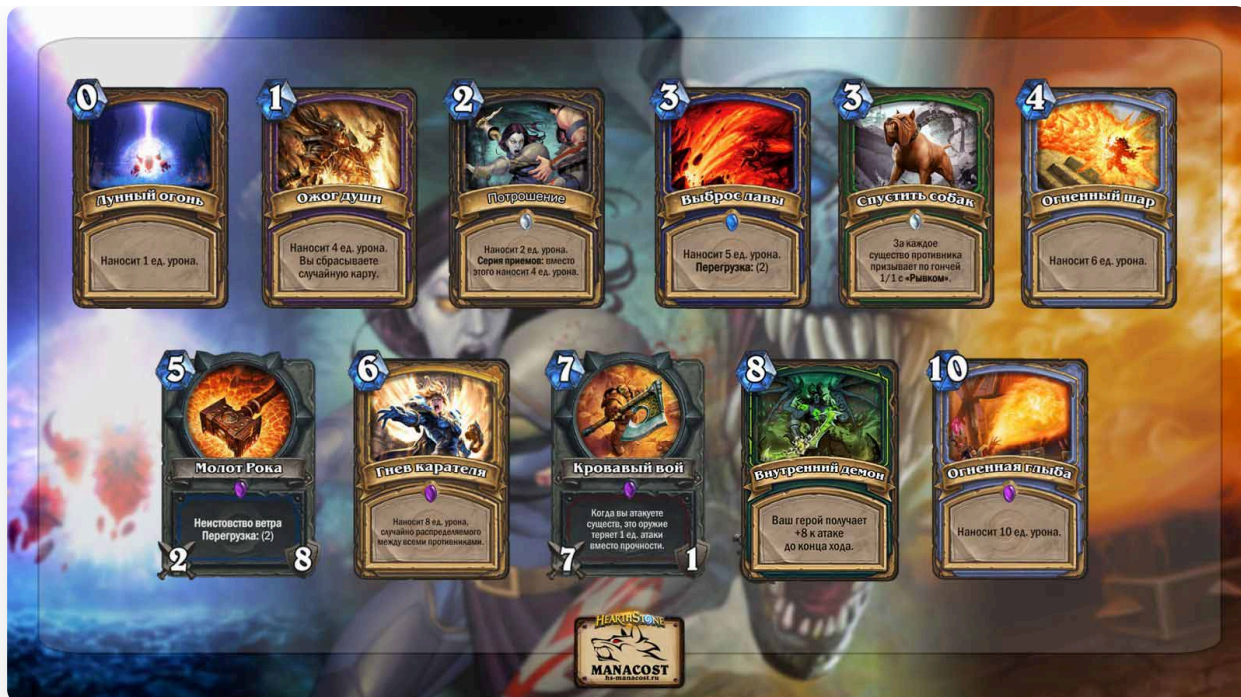 0
Лунный огонь
Наносит 1 ед. урона.
1
Ожог души
Наносит 4 ед. урона.
Вы сбрасываете
случайную карту.
2
Потрошение
Наносит 2 ед. урона.
Серия приемов: вместо
этого наносит 4 ед. урона.
3
Выброс лавы
Наносит 5 ед. урона.
Перегрузка: (2)
3
Спустить собак
За каждое
существо противника
призывает по гончей
1/1 с «Рывком».
4
Огненный шар
Наносит 6 ед. урона.
5
Молот Рока
Неистовство ветра
Перегрузка: (2)
2
8
6
Гнев карателя
Наносит 8 ед. урона,
случайно распределяемого
между всеми противниками.
7
Кровавый вой
Когда вы атакуете
существ, это оружие
теряет 1 ед. атаки
вместо прочности.
7
1
8
Внутренний демон
Ваш герой получает
+8 к атаке
до конца хода.
10
Огненная глыба
Наносит 10 ед. урона.
HEARTHSTONE
MANACOST
hs-manacost.ru